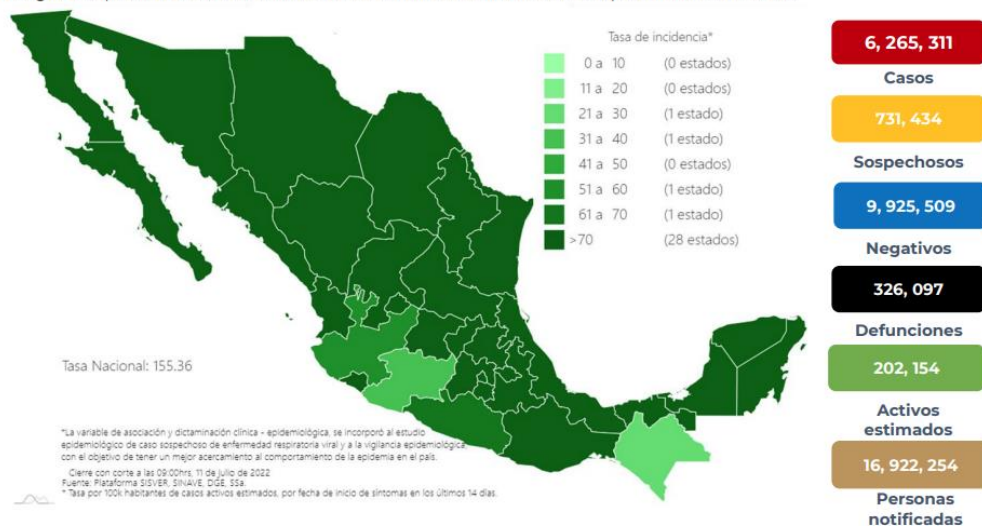 Tasa de incidencia*
0 a 10 (0 estados)
11 a 20 (0 estados)
21 a 30 (1 estado)
31 a 40 (1 estado)
41 a 50 (0 estados)
51 a 60 (1 estado)
61 a 70 (1 estado)
>70 (28 estados)
Tasa Nacional: 155.36
*La variable de asociación y dictaminación clínica - epidemiológica, se incorporó al estudio
epidemiológico de caso sospechoso de enfermedad respiratoria viral y a la vigilancia epidemiológica,
con el objetivo de tener un mejor acercamiento al comportamiento de la epidemia en el país.
Cierre con corte a las 09:00hrs, 11 de julio de 2022
Fuente: Plataforma SISVER, SINAVE, DGE, SSa.
* Tasa por 100k habitantes de casos activos estimados, por fecha de inicio de síntomas en los últimos 14 días.
6, 265, 311
Casos
731, 434
Sospechosos
9, 925, 509
Negativos
326, 097
Defunciones
202, 154
Activos
estimados
16, 922, 254
Personas
notificadas